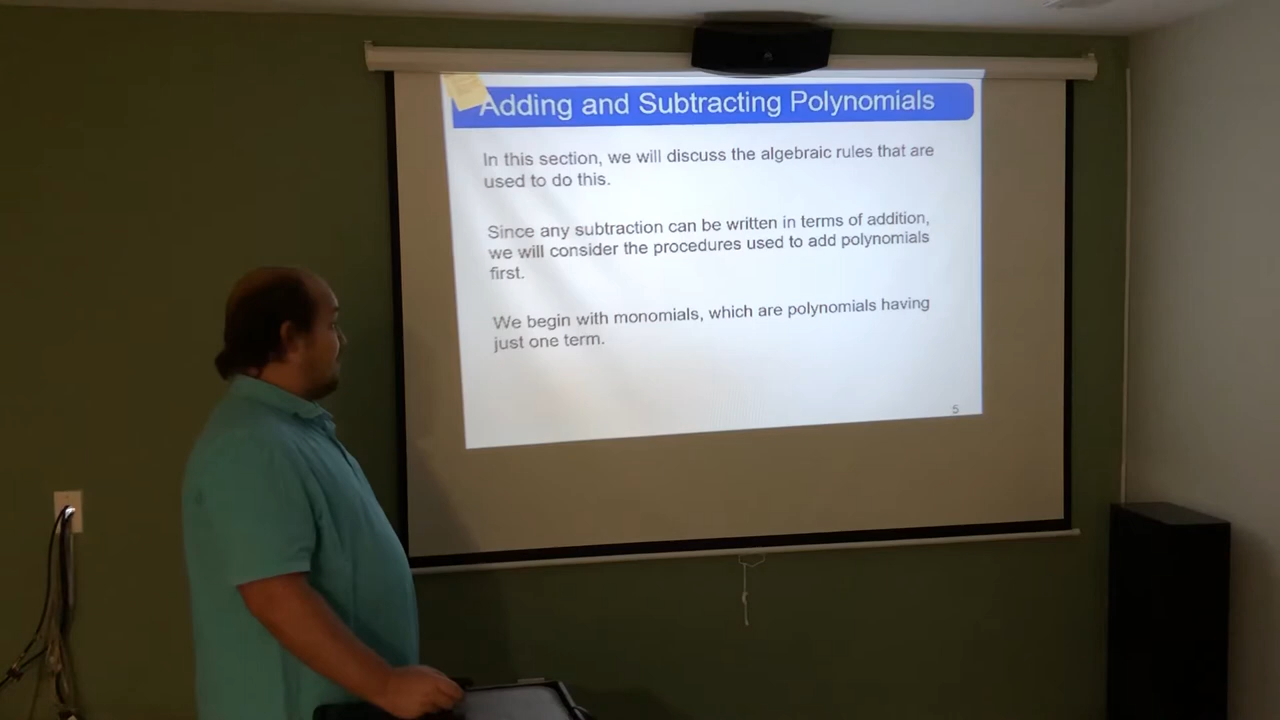 Adding and Subtracting Polynomials
In this section, we will discuss the algebraic rules that are
used to do this.
Since any subtraction can be written in terms of addition,
we will consider the procedures used to add polynomials
first.
We begin with monomials, which are polynomials having
just one term.
5